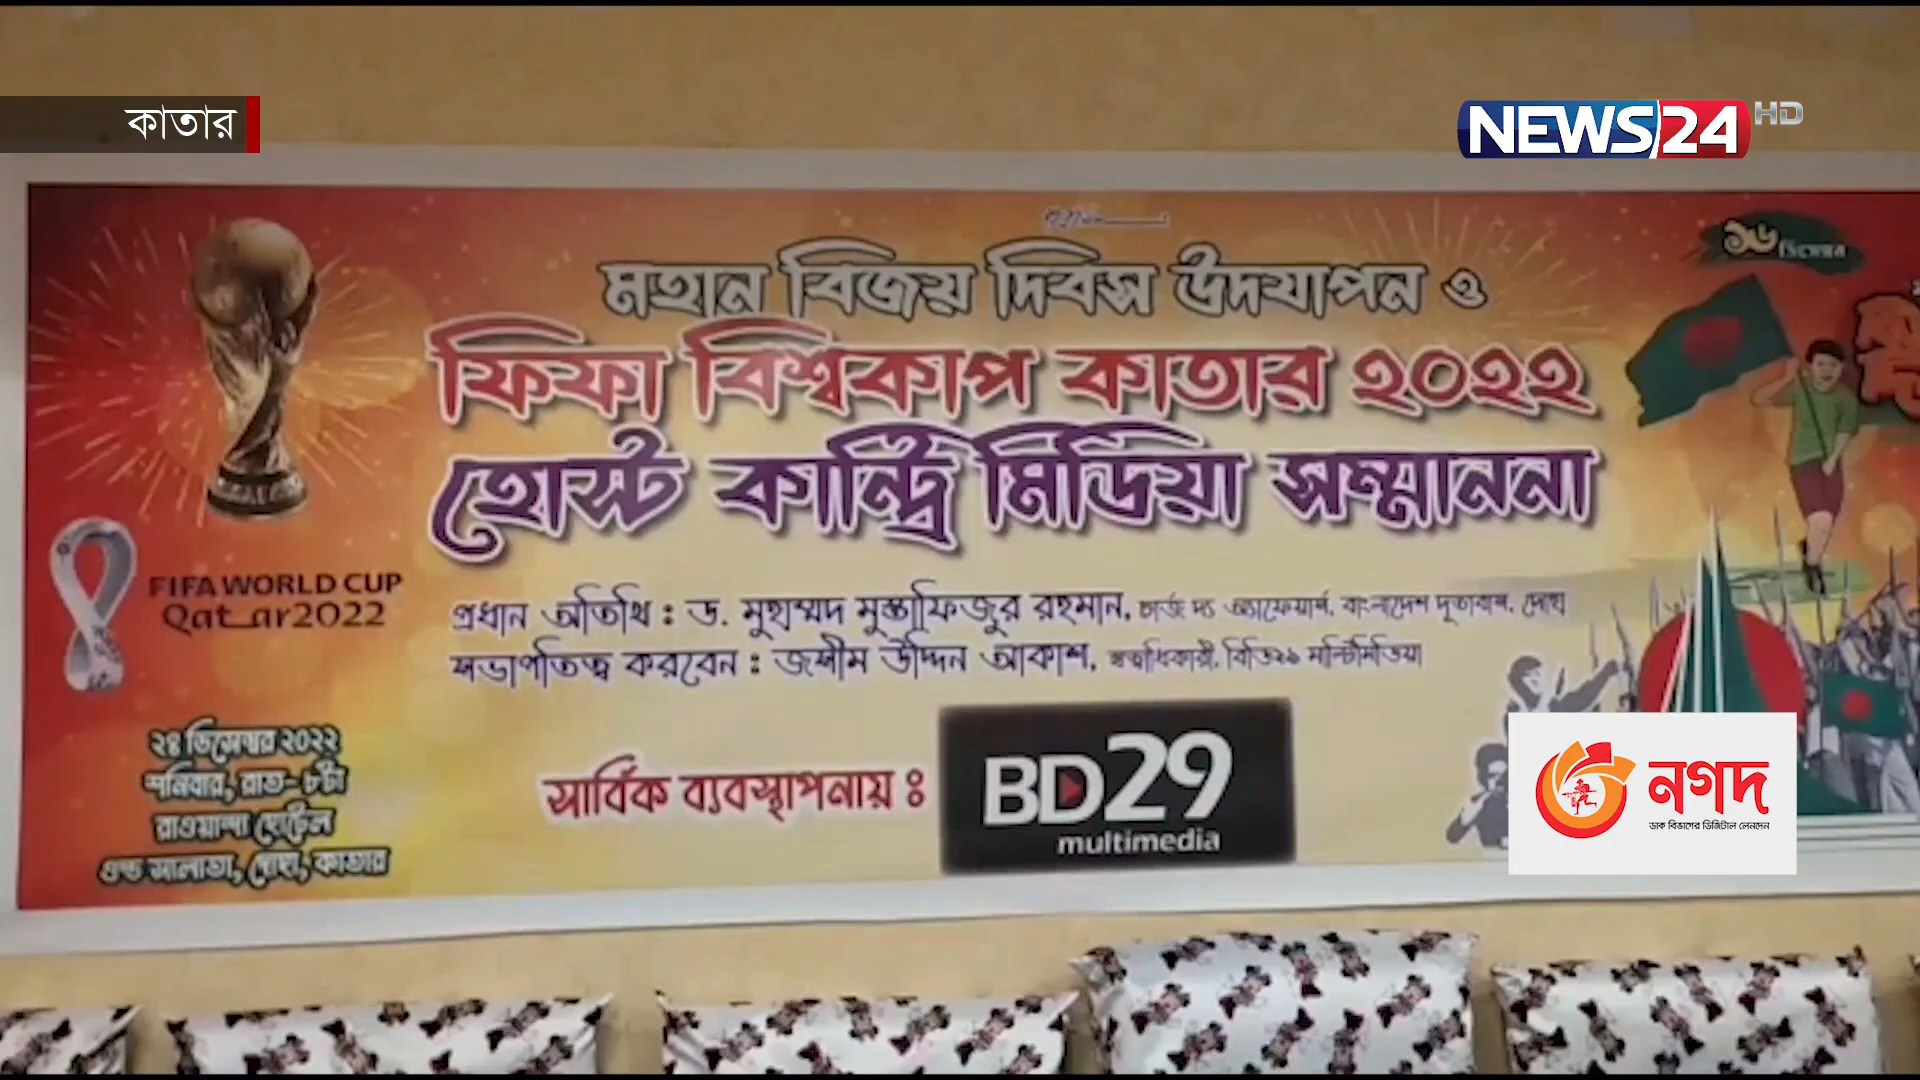 কাতার
NEWS24 HD
মহান বিজয় দিবস উদযাপন ও
১৬ ডিসেম্বর
ফিফা বিশ্বকাপ কাতার ২০২২
হোস্ট কান্ট্রি মিডিয়া সম্মাননা
FIFA WORLD CUP
Qatar2022
প্রধান অতিথি : ড. মুহাম্মদ মুস্তাফিজুর রহমান, চার্জ দ্য অ্যাফেয়ার্স, বাংলাদেশ দূতাবাস, দোহা
সভাপতিত্ব করবেন : জসীম উদ্দিন আকাশ, স্বত্বাধিকারী, বিডি২৯ মাল্টিমিডিয়া
২৪ ডিসেম্বর ২০২২
শনিবার, রাত- ৮টা
হোটেল
সালাতা, দোহা, কাতার
সার্বিক ব্যবস্থাপনায় :
BD29
multimedia
নগদ
ডাক বিভাগের ডিজিটাল লেনদেন